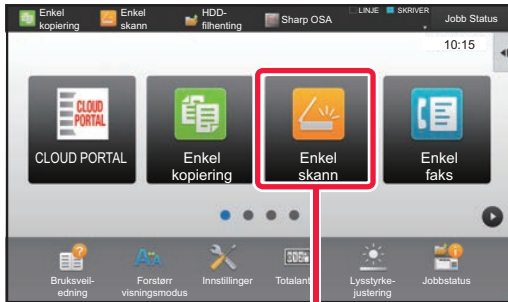 Enkel
kopiering
Enkel
skann
HDD-
filhenting
Sharp OSA
LINJE
SKRIVER
Jobb Status
10:15
CLOUD
PORTAL
CLOUD PORTAL
Enkel
kopiering
Enkel
skann
Enkel
faks
Bruksveil-
edning
Forstørr
visningsmodus
Innstillinger
Totalant
Lysstyrke-
justering
Jobbstatus